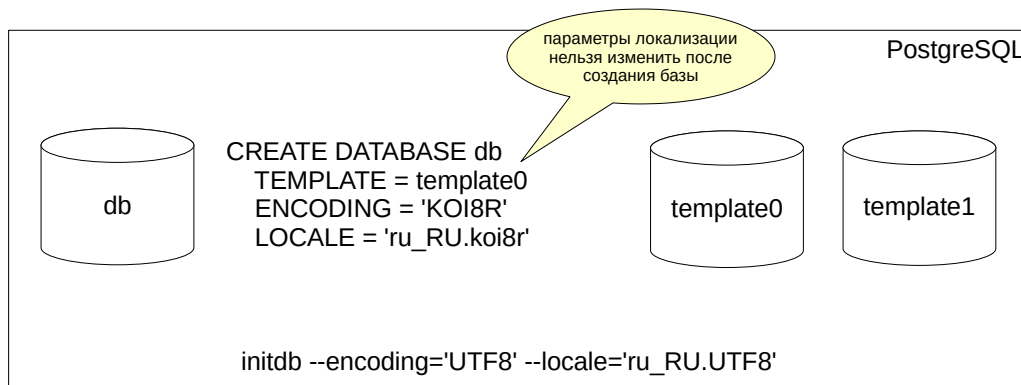 параметры локализации
нельзя изменить после
создания базы
PostgreSQL
db
CREATE DATABASE db
TEMPLATE = template0
ENCODING = 'KOI8R'
LOCALE = 'ru_RU.koi8r'
template0
template1
initdb --encoding='UTF8' --locale='ru_RU.UTF8'